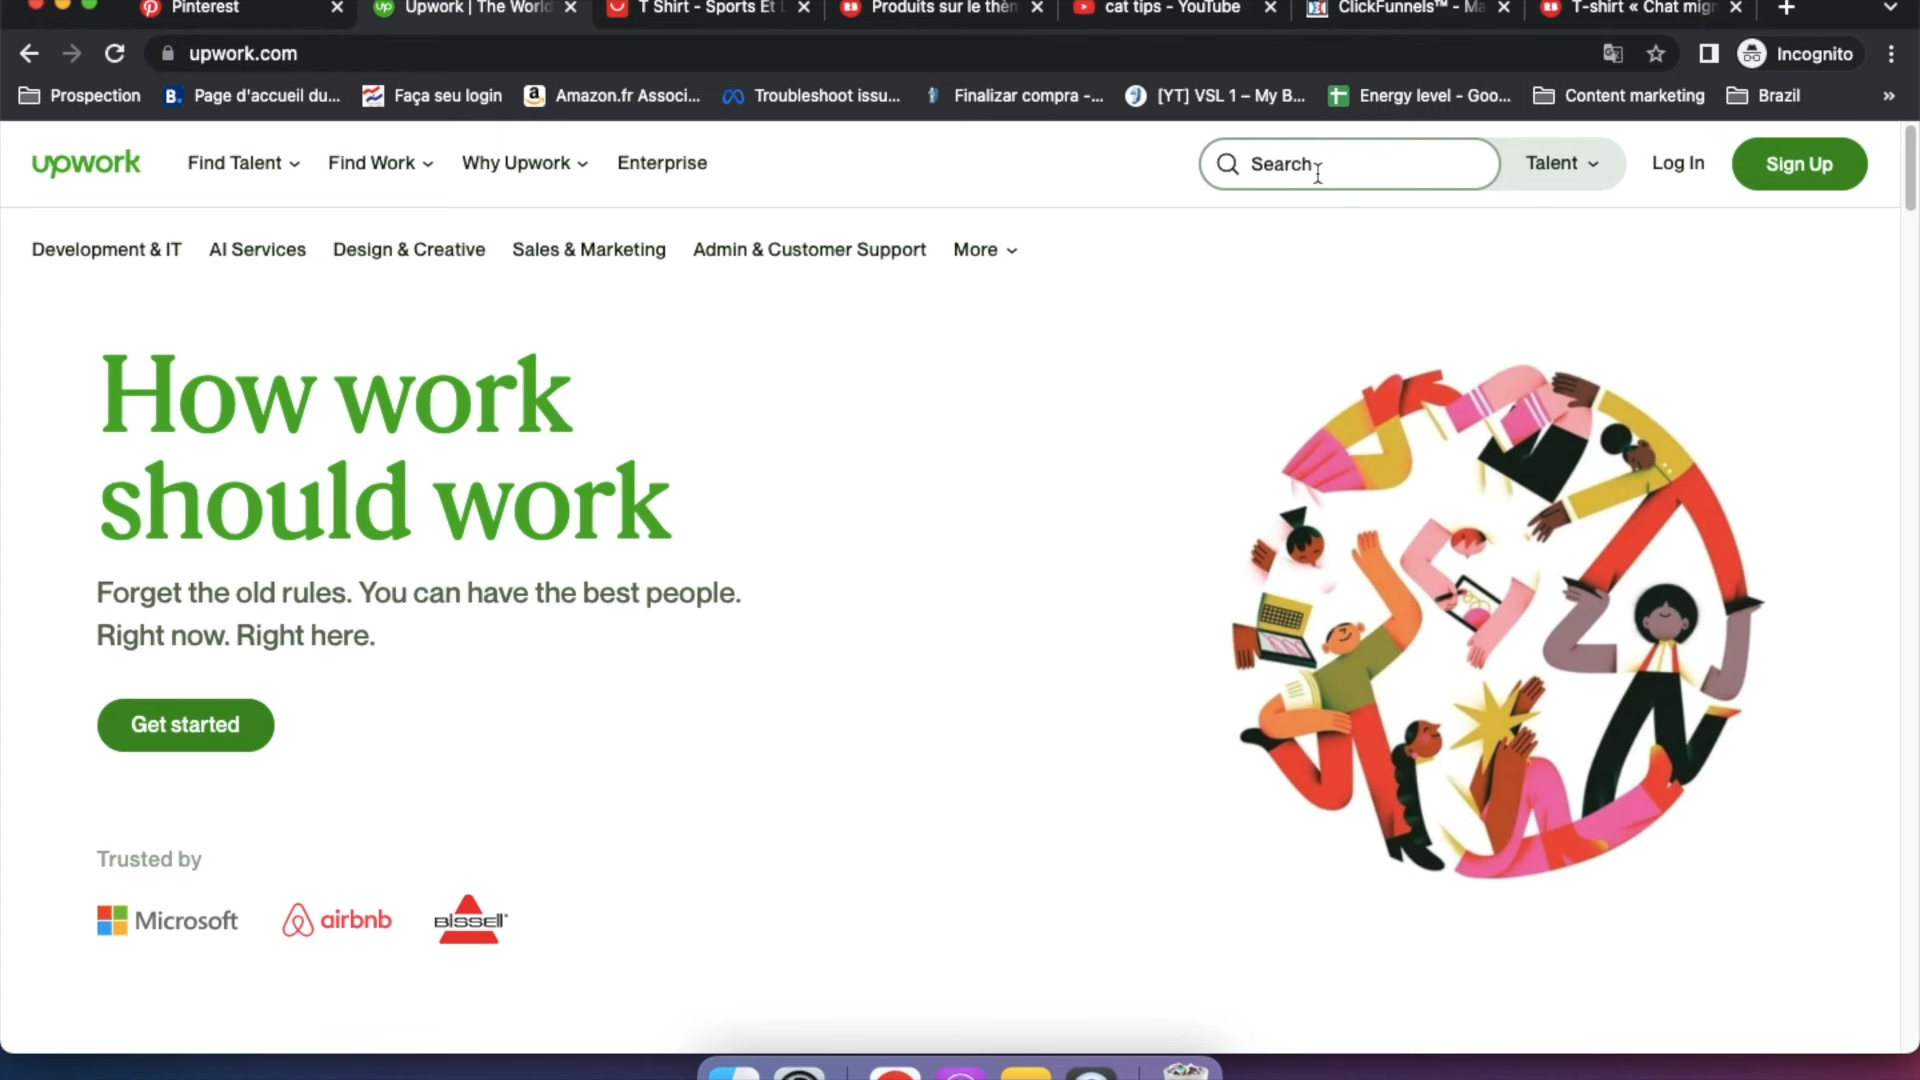 Pinterest
Upwork | The World
T Shirt - Sports Et L
Produits sur le thèm
cat tips - YouTube
ClickFunnels™ - Ma
T-shirt « Chat mign
upwork.com
Incognito
Prospection
Page d'accueil du...
Faça seu login
Amazon.fr Associ...
Troubleshoot issu...
Finalizar compra -...
[YT] VSL 1 – My B...
Energy level - Goo...
Content marketing
Brazil
upwork
Find Talent
Find Work
Why Upwork
Enterprise
Search
Talent
Log In
Sign Up
Development & IT
AI Services
Design & Creative
Sales & Marketing
Admin & Customer Support
More
How work
should work
Forget the old rules. You can have the best people.
Right now. Right here.
Get started
Trusted by
Microsoft
airbnb
BISSELL